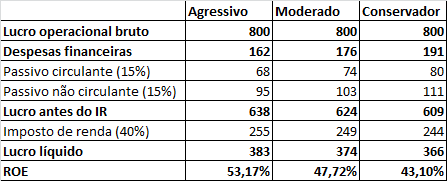 Agressivo Moderado Conservador
Lucro operacional bruto 800 800 800
Despesas financeiras 162 176 191
Passivo circulante (15%) 68 74 80
Passivo não circulante (15%) 95 103 111
Lucro antes do IR 638 624 609
Imposto de renda (40%) 255 249 244
Lucro líquido 383 374 366
ROE 53,17% 47,72% 43,10%